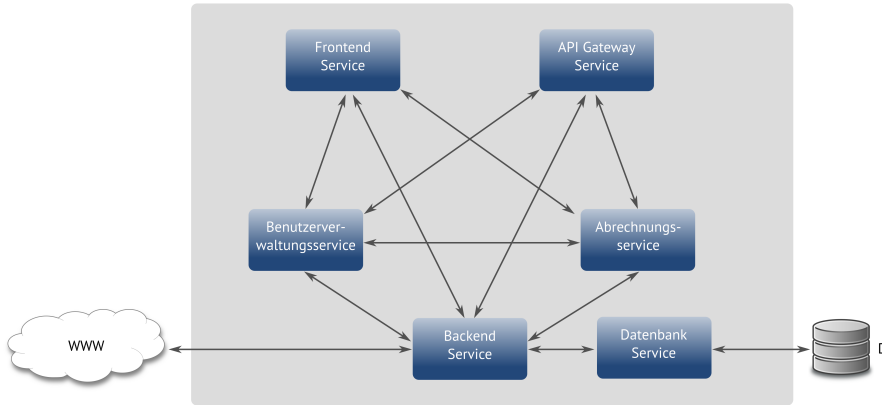 Frontend
Service
API Gateway
Service
Benutzerver-
waltungsservice
Abrechnungs-
service
WWW
Backend
Service
Datenbank
Service